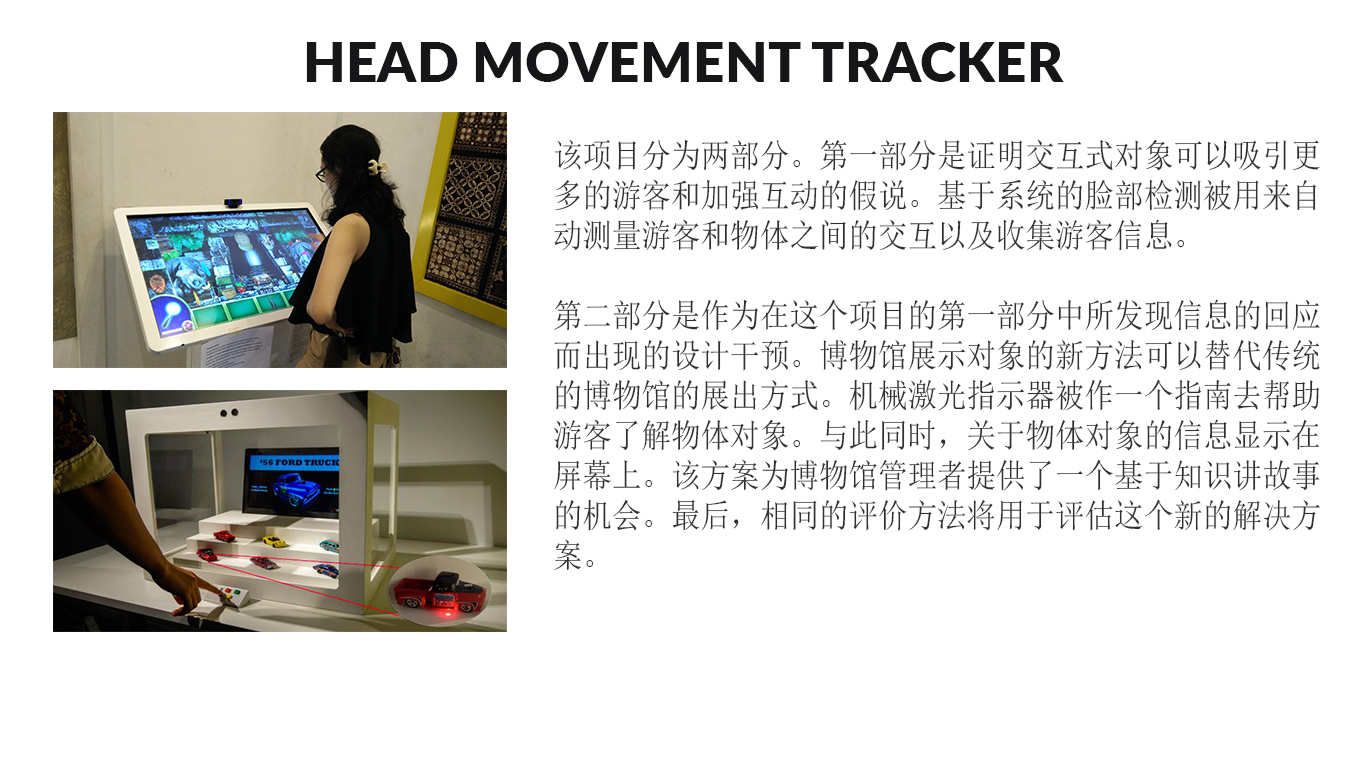 HEAD MOVEMENT TRACKER
该项目分为两部分。第一部分是证明交互式对象可以吸引更
多的游客和加强互动的假说。基于系统的脸部检测被用来自
动测量游客和物体之间的交互以及收集游客信息。
第二部分是作为在这个项目的第一部分中所发现信息的回应
而出现的设计干预。博物馆展示对象的新方法可以替代传统
的博物馆的展出方式。机械激光指示器被作一个指南去帮助
游客了解物体对象。与此同时，关于物体对象的信息显示在
屏幕上。该方案为博物馆管理者提供了一个基于知识讲故事
的机会。最后，相同的评价方法将用于评估这个新的解决方
案。
'56 FORD TRUCK